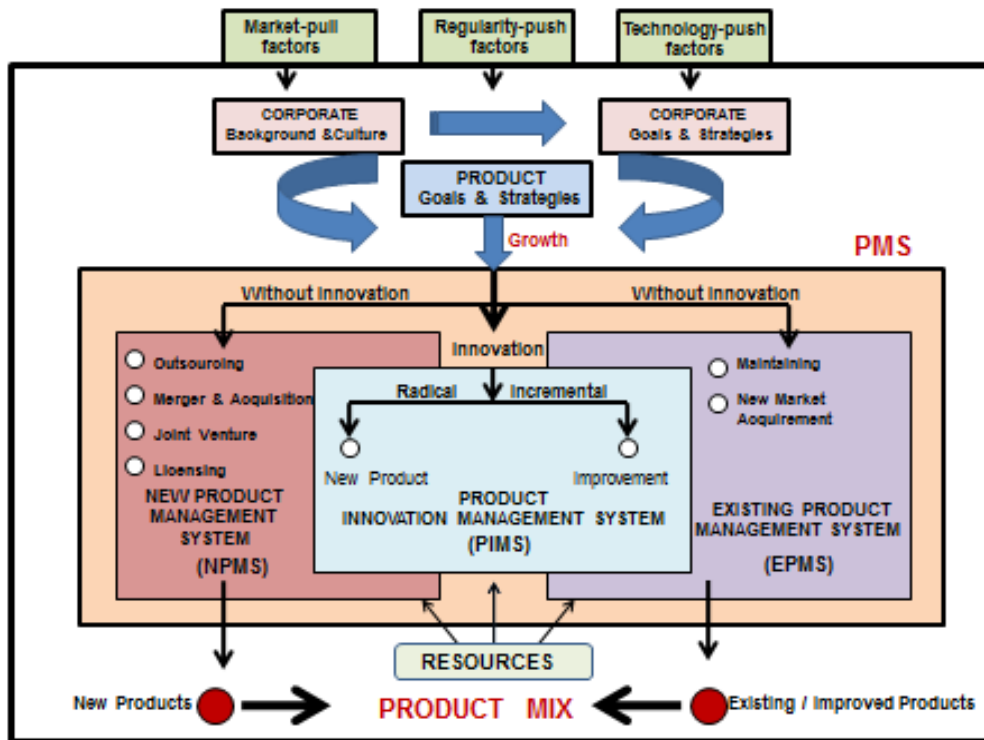 Market-pull
factors
Regularity-push
factors
Technology-push
factors
CORPORATE
Background &Culture
CORPORATE
Goals & Strategies
PRODUCT
Goals & Strategies
Growth
PMS
Without Innovation
Without Innovation
Innovation
Outsourcing
Merger & Acquisition
Joint Venture
Licensing
NEW PRODUCT
MANAGEMENT
SYSTEM
(NPMS)
Radical
Incremental
New Product
Improvement
PRODUCT
INNOVATION MANAGEMENT SYSTEM
(PIMS)
Maintaining
New Market
Acquirement
EXISTING PRODUCT
MANAGEMENT SYSTEM
(EPMS)
RESOURCES
New Products
PRODUCT MIX
Existing / Improved Products